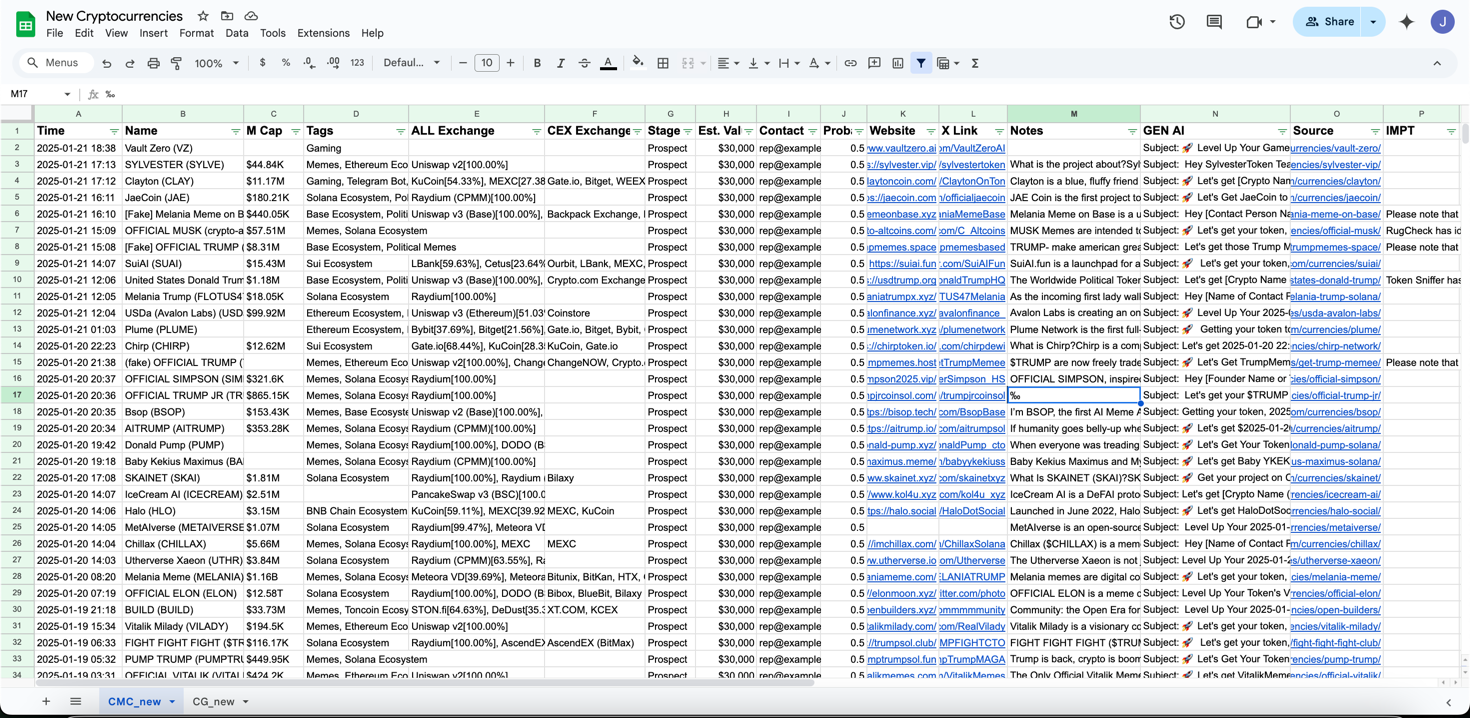 New Cryptocurrencies
File Edit View Insert Format Data Tools Extensions Help
Share J
Menus 100% $ % .0 .00 123 Defaul... 10 B I A
M17 fx ‰
A B C D E F G H I J K L M N O P
1 Time Name M Cap Tags ALL Exchange CEX Exchange Stage Est. Val Contact Prob Website X Link Notes GEN AI Source IMPT
2 2025-01-21 18:38 Vault Zero (VZ) Gaming Prospect $30,000 rep@example 0.5 vw.vaultzero.ai om/VaultZeroAI Subject: 🚀 Level Up Your Game urrencies/vault-zero/
3 2025-01-21 17:13 SYLVESTER (SYLVE) $44.84K Memes, Ethereum Eco Uniswap v2[100.00%] Prospect $30,000 rep@example 0.5 s://sylvester.vip/ /sylvestertoken What is the project about?Syl Subject: Hey SylvesterToken Tea encies/sylvester-vip/
4 2025-01-21 17:12 Clayton (CLAY) $11.17M Gaming, Telegram Bot, KuCoin[54.33%], MEXC[27.38 Gate.io, Bitget, WEEX Prospect $30,000 rep@example 0.5 laytoncoin.com/ /ClaytonOnTon Clayton is a blue, fluffy friend Subject: 🚀 Let's get [Crypto Nan om/currencies/clayton/
5 2025-01-21 16:11 JaeCoin (JAE) $180.21K Solana Ecosystem, Pol Raydium[100.00%] Prospect $30,000 rep@example 0.5 s://jaecoin.com/ /officialjaecoin JAE Coin is the first project to Subject: 🚀 Let's Get JaeCoin to m/currencies/jaecoin/
6 2025-01-21 16:10 [Fake] Melania Meme on B $440.05K Base Ecosystem, Politi Uniswap v3 (Base)[100.00%], Backpack Exchange, Prospect $30,000 rep@example 0.5 emeonbase.xyz niaMemeBase Melania Meme on Base is a u Subject: Hey [Contact Person Na ania-meme-on-base/ Please note that
7 2025-01-21 15:09 OFFICIAL MUSK (crypto-a $57.51M Memes, Solana Ecosystem Prospect $30,000 rep@example 0.5 to-altcoins.com/ com/C_Altcoins MUSK Memes are intended t Subject: 🚀 Let's get your token, encies/official-musk/ RugCheck has id
8 2025-01-21 15:08 [Fake] OFFICIAL TRUMP ( $8.31M Base Ecosystem, Political Memes Prospect $30,000 rep@example 0.5 pmemes.space pmemesbased TRUMP- make american grea Subject: 🚀 Let's get those Trump M trumpmemes-space/ Please note that
9 2025-01-21 14:07 SuiAI (SUAI) $15.43M Sui Ecosystem LBank[59.63%], Cetus[23.64% Ourbit, LBank, MEXC, Prospect $30,000 rep@example 0.5 https://suiai.fun .com/SuiAIFun SuiAI.fun is a launchpad for a Subject: 🚀 Let's get your token, om/currencies/suiai/
10 2025-01-21 12:06 United States Donald Trum $1.18M Base Ecosystem, Politi Uniswap v3 (Base)[100.00%], Crypto.com Exchange Prospect $30,000 rep@example 0.5 s://usdtrump.org onaldTrumpHQ The Worldwide Political Token Subject: 🚀 Let's get [Crypto Name states-donald-trump/ Token Sniffer has
11 2025-01-21 12:05 Melania Trump (FLOTUS4 $18.05K Solana Ecosystem Raydium[100.00%] Prospect $30,000 rep@example 0.5 aniatrumpx.xyz/ TUS47Melania As the incoming first lady wall Subject: Hey [Name of Contact F elania-trump-solana/
12 2025-01-21 12:04 USDa (Avalon Labs) (USD $99.92M Ethereum Ecosystem, Uniswap v3 (Ethereum)[51.03 Coinstore Prospect $30,000 rep@example 0.5 alonfinance.xyz/ avalonfinance_ Avalon Labs is creating an on Subject: 🚀 Level Up Your 2025-0 es/usda-avalon-labs/
13 2025-01-21 01:03 Plume (PLUME) Ethereum Ecosystem, Bybit[37.69%], Bitget[21.56%], Gate.io, Bitget, Bybit, Prospect $30,000 rep@example 0.5 umenetwork.xyz /plumenetwork Plume Network is the first full- Subject: 🚀 Getting your token to m/currencies/plume/
14 2025-01-20 22:23 Chirp (CHIRP) $12.62M Sui Ecosystem Gate.io[68.44%], KuCoin[28.3 KuCoin, Gate.io Prospect $30,000 rep@example 0.5 ://chirptoken.io/ /chirpdewi What is Chirp?Chirp is a com Subject: Let's get 2025-01-20 22: ies/chirp-network/
15 2025-01-20 21:38 (fake) OFFICIAL TRUMP ( Memes, Ethereum Eco Uniswap v2[100.00%] ChangeNOW, Crypto.c Prospect $30,000 rep@example 0.5 mpmemes.host etTrumpMemee $TRUMP are now freely trade Subject: 🚀 Let's Get TrumpMem s/get-trump-memee/ Please note that
16 2025-01-20 20:37 OFFICIAL SIMPSON (SIM $321.6K Memes, Solana Ecosys Raydium[100.00%] Prospect $30,000 rep@example 0.5 mpson2025.vip/ erSimpson_HS OFFICIAL SIMPSON, inspire Subject: 🚀 Hey [Founder Name or cies/official-simpson/
17 2025-01-20 20:36 OFFICIAL TRUMP JR (TR $865.15K Memes, Solana Ecosys Raydium[100.00%] Prospect $30,000 rep@example 0.5 npjrcoinsol.com /trumpjrcoinsol ‰ Subject: 🚀 Let's get your $TRUMP cies/official-trump-jr/
18 2025-01-20 20:35 Bsop (BSOP) $153.43K Memes, Base Ecosyste Uniswap v2 (Base)[100.00%], Prospect $30,000 rep@example 0.5 tps://bisop.tech/ com/BsopBase I'm BSOP, the first AI Meme A Subject: Getting your token, 2025 om/currencies/bsop/
19 2025-01-20 20:34 AITRUMP (AITRUMP) $353.28K Memes, Solana Ecosys Raydium (CPMM)[100.00%] Prospect $30,000 rep@example 0.5 tps://aitrump.io com/aitrumpsol If humanity goes belly-up whe Subject: 🚀 Let's get $2025-01-20 currencies/aitrump/
20 2025-01-20 19:42 Donald Pump (PUMP) Memes, Solana Ecosys Raydium[100.00%], DODO (B Prospect $30,000 rep@example 0.5 nald-pump.xyz/ onaldPump_cto When everyone was treading Subject: 🚀 Let's Get Your Token lonald-pump-solana/
21 2025-01-20 19:18 Baby Kekius Maximus (BA Memes, Solana Ecosys Raydium (CPMM)[100.00%] Prospect $30,000 rep@example 0.5 naximus.meme/ /babyykekiuss Baby Kekius Maximus and My Subject: 🚀 Let's get Baby YKEK us-maximus-solana/
22 2025-01-20 17:08 SKAINET (SKAI) $1.81M Solana Ecosystem Raydium[100.00%], Raydium Bilaxy Prospect $30,000 rep@example 0.5 ww.skainet.xyz om/skainetxyz/ What Is SKAINET (SKAI)?SK Subject: 🚀 Get your project on C /currencies/skainet/
23 2025-01-20 14:07 IceCream AI (ICECREAM) $2.51M PancakeSwap v3 (BSC)[100.0 Prospect $30,000 rep@example 0.5 /www.kol4u.xyz com/kol4u_xyz IceCream AI is a DeFAI proto Subject: Let's get [Crypto Name ( rencies/icecream-ai/
24 2025-01-20 14:06 Halo (HLO) $3.15M BNB Chain Ecosystem KuCoin[59.11%], MEXC[39.92 MEXC, KuCoin Prospect $30,000 rep@example 0.5 tps://halo.social /HaloDotSocial Launched in June 2022, Halo Subject: 🚀 Let's get HaloDotSoc urrencies/halo-social/
25 2025-01-20 14:05 MetAIverse (METAIVERSE $1.07M Solana Ecosystem Raydium[99.47%], Meteora VD Prospect $30,000 rep@example 0.5 MetAIverse is an open-source Subject: Level Up Your 2025-01- rrencies/metaiverse/
26 2025-01-20 14:04 Chillax (CHILLAX) $5.66M Solana Ecosystem Raydium[100.00%], MEXC MEXC Prospect $30,000 rep@example 0.5 //imchillax.com/ /ChillaxSolana Chillax ($CHILLAX) is a mem Subject: 🚀 Hey [Name of Contact F m/currencies/chillax/
27 2025-01-20 14:03 Utherverse Xaeon (UTHR) $3.84M Solana Ecosystem Raydium (CPMM)[63.55%], Ra Prospect $30,000 rep@example 0.5 w.utherverse.io om/Utherverse The Utherverse Xaeon is not Subject: Level Up Your 2025-01-2 es/utherverse-xaeon/
28 2025-01-20 08:20 Melania Meme (MELANIA) $1.16B Memes, Solana Ecosys Meteora VD[39.69%], Meteora Bitunix, BitKan, HTX, Prospect $30,000 rep@example 0.5 aniameme.com/ ELANIATRUMP Melania memes are digital co Subject: 🚀 Let's get your token, cies/melania-meme/
29 2025-01-20 07:19 OFFICIAL ELON (ELON) $12.58T Memes, Solana Ecosys Raydium[100.00%], DODO (B Bibox, BlueBit, Bilaxy Prospect $30,000 rep@example 0.5 //elonmoon.xyz/ itter.com/photo OFFICIAL ELON is a meme c Subject: 🚀 Level Up Your Token's V encies/official-elon/
30 2025-01-19 21:18 BUILD (BUILD) $33.73M Memes, Toncoin Ecosy STON.fi[64.63%], DeDust[35.3 XT.COM, KCEX Prospect $30,000 rep@example 0.5 penbuilders.xyz/ ommmmmunity Community: the Open Era for Subject: 🚀 Level Up Your 2025-01- ncies/open-builders/
31 2025-01-19 15:34 Vitalik Milady (VILADY) $194.5K Memes, Ethereum Eco Uniswap v2[100.00%] Prospect $30,000 rep@example 0.5 talikmilady.com/ com/RealVilady Vitalik Milady is a visionary cc Subject: 🚀 Let's get your token, encies/vitalik-milady/
32 2025-01-19 06:33 FIGHT FIGHT FIGHT ($TR $116.17K Solana Ecosystem Raydium[100.00%], AscendEX AscendEX (BitMax) Prospect $30,000 rep@example 0.5 //trumpsol.club/ MPFIGHTCTO FIGHT FIGHT FIGHT ($TRUM Subject: 🚀 Let's get your token, /fight-fight-fight-club/
33 2025-01-19 05:32 PUMP TRUMP (PUMPTRU $449.95K Memes, Solana Ecosystem Prospect $30,000 rep@example 0.5 mptrumpsol.fun npTrumpMAGA Trump is back, crypto is boom Subject: 🚀 Let's Get Your Token encies/pump-trump/
34 2025-01-19 03:31 OFFICIAL VITALIK (VITAL $424.2K Memes, Ethereum Eco Uniswap v2[100.00%] Prospect $30,000 rep@example 0.5 alikmemes.com /VitalikMemes The Only Official Vitalik Mem Subject: 🚀 Let's get VitalikMeme cies/official-vitalik/
CMC_new CG_new